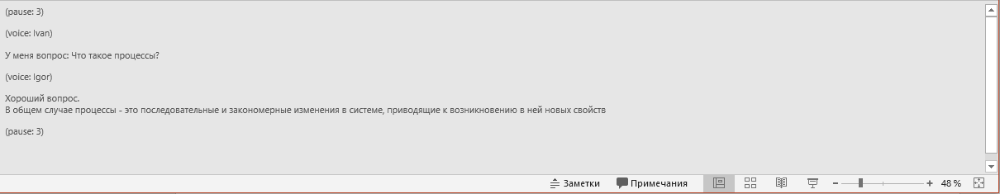 (pause: 3)
(voice: Ivan)
У меня вопрос: Что такое процессы?
(voice: Igor)
Хороший вопрос.
В общем случае процессы - это последовательные и закономерные изменения в системе, приводящие к возникновению в ней новых свойств
(pause: 3)
Заметки Примечания 48 %